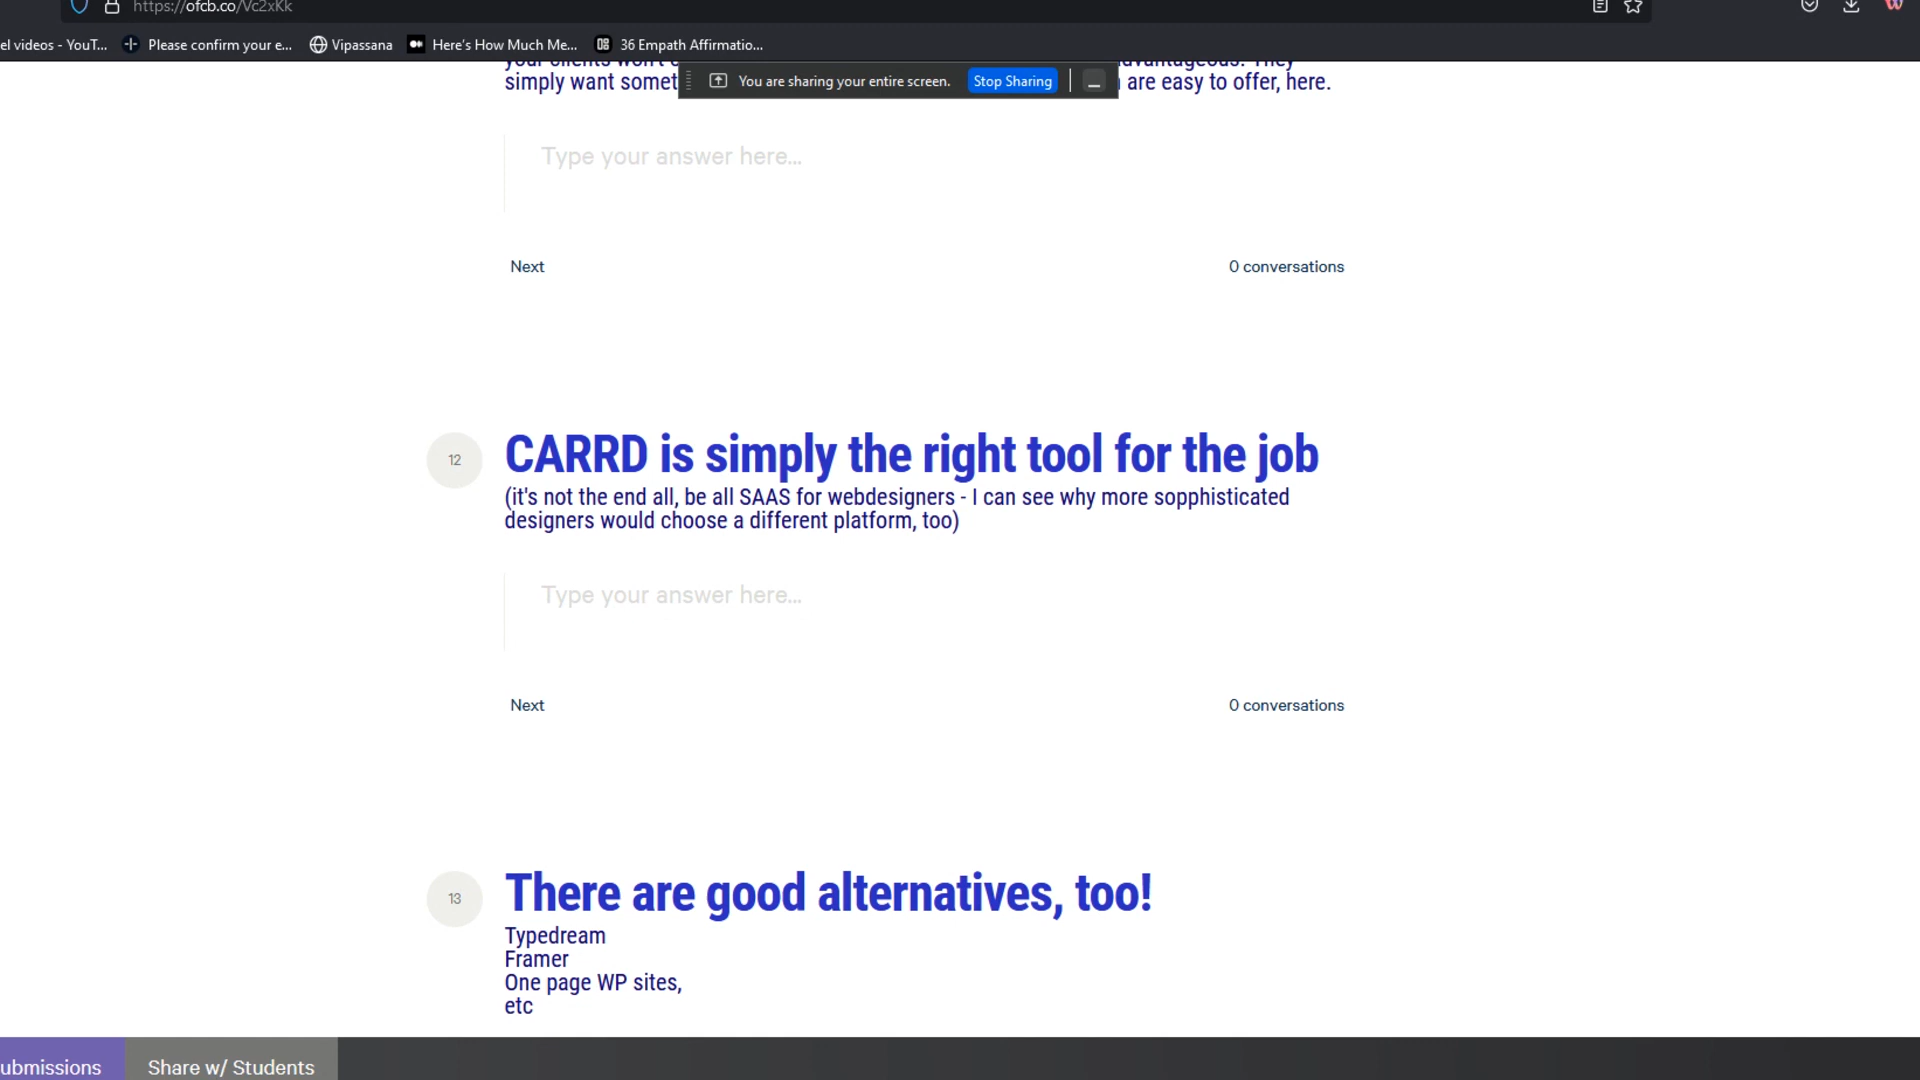 https://ofcb.co/Vc2xKk
el videos - YouT... Please confirm your e... Vipassana Here's How Much Me... 36 Empath Affirmatio...
your clients won't
simply want somet You are sharing your entire screen. Stop Sharing are easy to offer, here.
Type your answer here...
Next 0 conversations
12 CARRD is simply the right tool for the job
(it's not the end all, be all SAAS for webdesigners - I can see why more sopphisticated
designers would choose a different platform, too)
Type your answer here...
Next 0 conversations
13 There are good alternatives, too!
Typedream
Framer
One page WP sites,
etc
ubmissions Share w/ Students